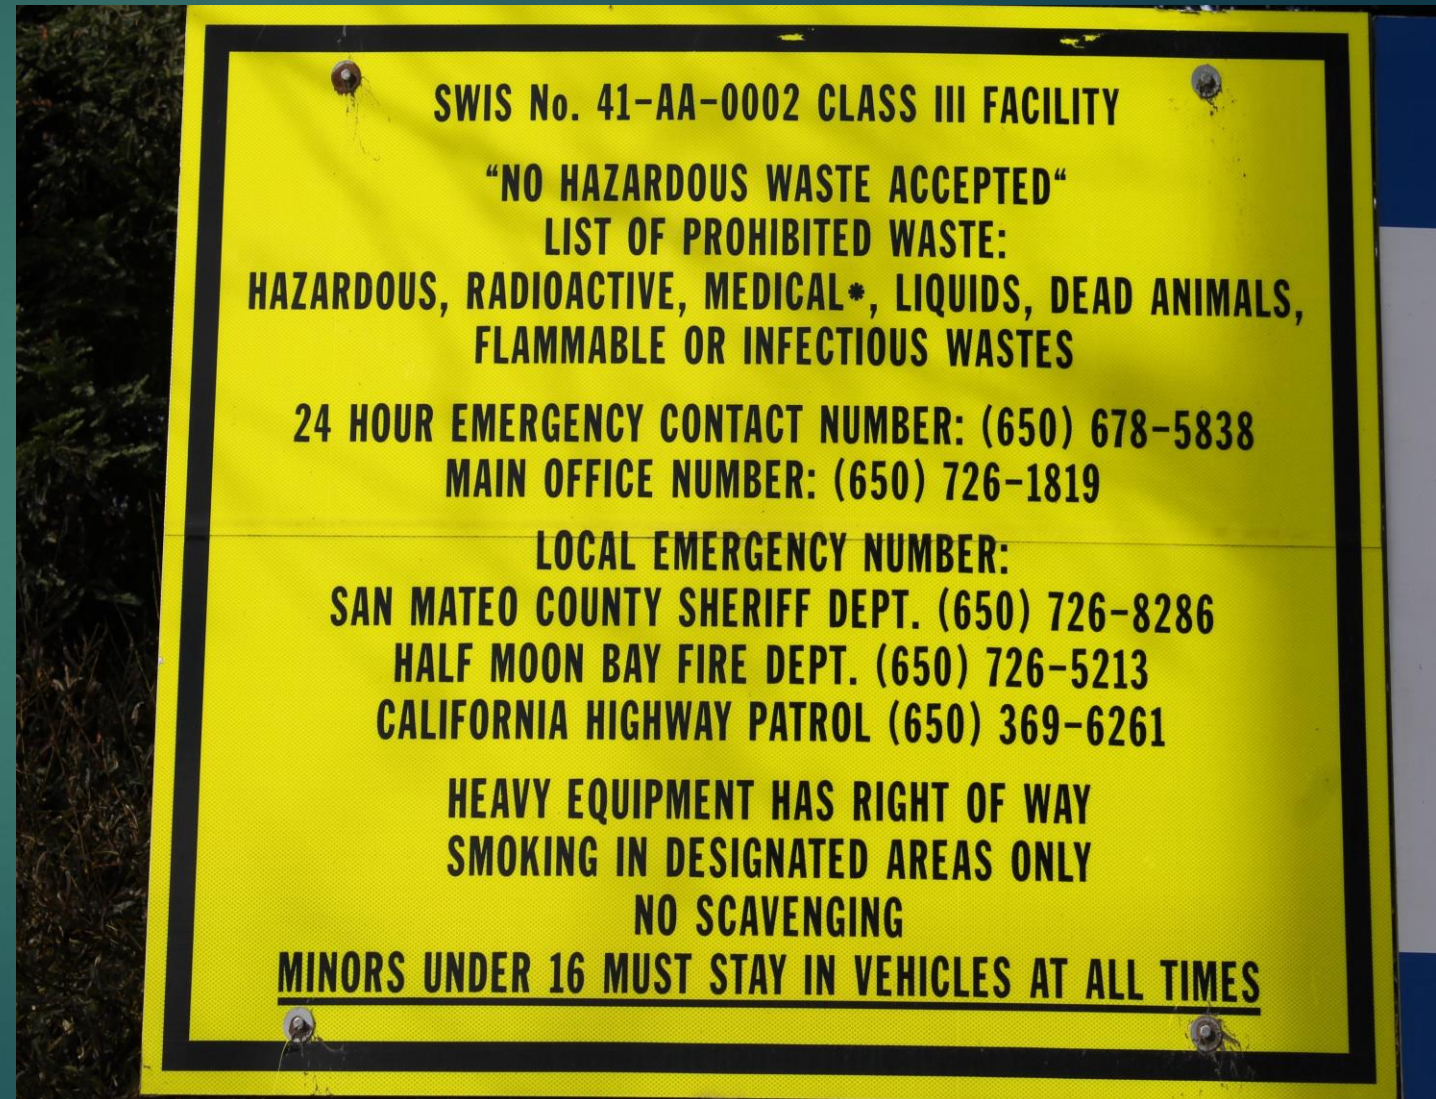 SWIS No. 41-AA-0002 CLASS III FACILITY
“NO HAZARDOUS WASTE ACCEPTED“
LIST OF PROHIBITED WASTE:
HAZARDOUS, RADIOACTIVE, MEDICAL*, LIQUIDS, DEAD ANIMALS,
FLAMMABLE OR INFECTIOUS WASTES
24 HOUR EMERGENCY CONTACT NUMBER: (650) 678-5838
MAIN OFFICE NUMBER: (650) 726-1819
LOCAL EMERGENCY NUMBER:
SAN MATEO COUNTY SHERIFF DEPT. (650) 726-8286
HALF MOON BAY FIRE DEPT. (650) 726-5213
CALIFORNIA HIGHWAY PATROL (650) 369-6261
HEAVY EQUIPMENT HAS RIGHT OF WAY
SMOKING IN DESIGNATED AREAS ONLY
NO SCAVENGING
MINORS UNDER 16 MUST STAY IN VEHICLES AT ALL TIMES